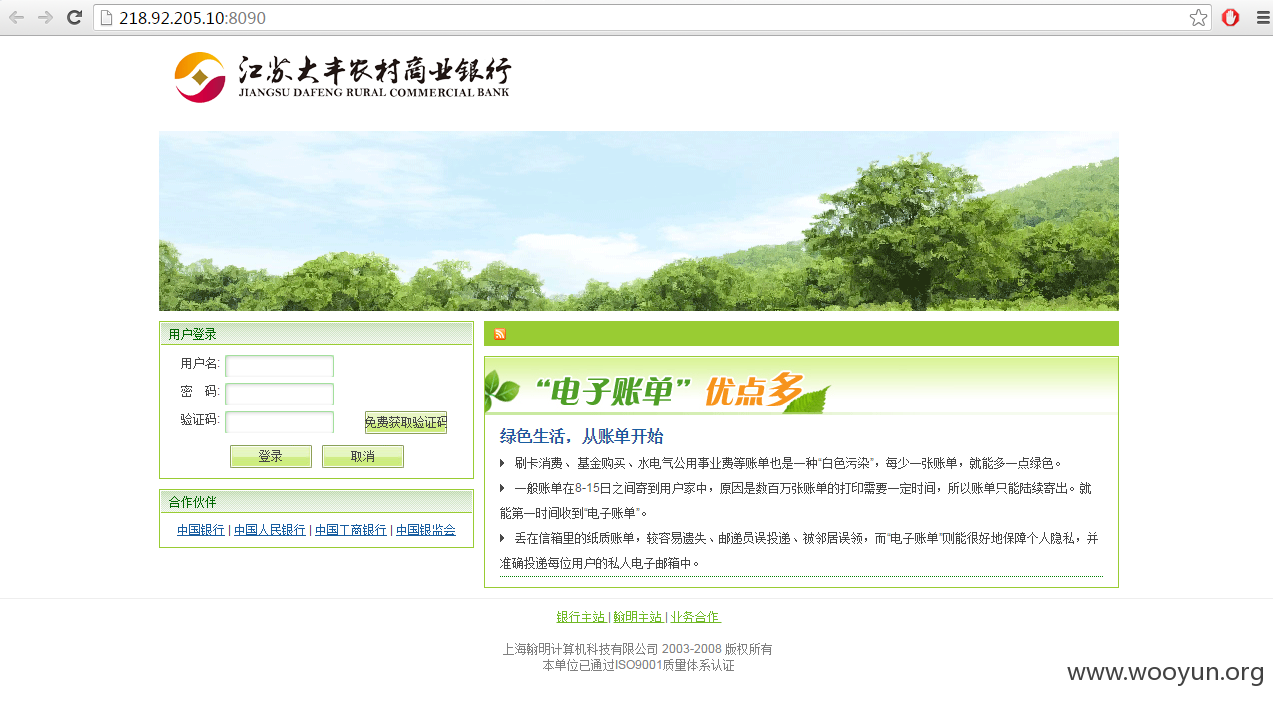 218.92.205.10:8090
江苏大丰农村商业银行
JIANGSU DAFENG RURAL COMMERCIAL BANK
用户登录
用户名:
密 码:
验证码:
免费获取验证码
登录
取消
合作伙伴
中国银行 | 中国人民银行 | 中国工商银行 | 中国银监会
“电子账单” 优点多
绿色生活，从账单开始
刷卡消费、基金购买、水电气公用事业费等账单也是一种“白色污染”，每少一张账单，就能多一点绿色。
一般账单在8-15日之间寄到用户家中，原因是数百万张账单的打印需要一定时间，所以账单只能陆续寄出。就
能第一时间收到“电子账单”。
丢在信箱里的纸质账单，较容易遗失、邮递员误投递、被邻居误领，而“电子账单”则能很好地保障个人隐私，并
准确投递每位用户的私人电子邮箱中。
银行主站 | 翰明主站 | 业务合作
上海翰明计算机科技有限公司 2003-2008 版权所有
本单位已通过ISO9001质量体系认证
www.wooyun.org